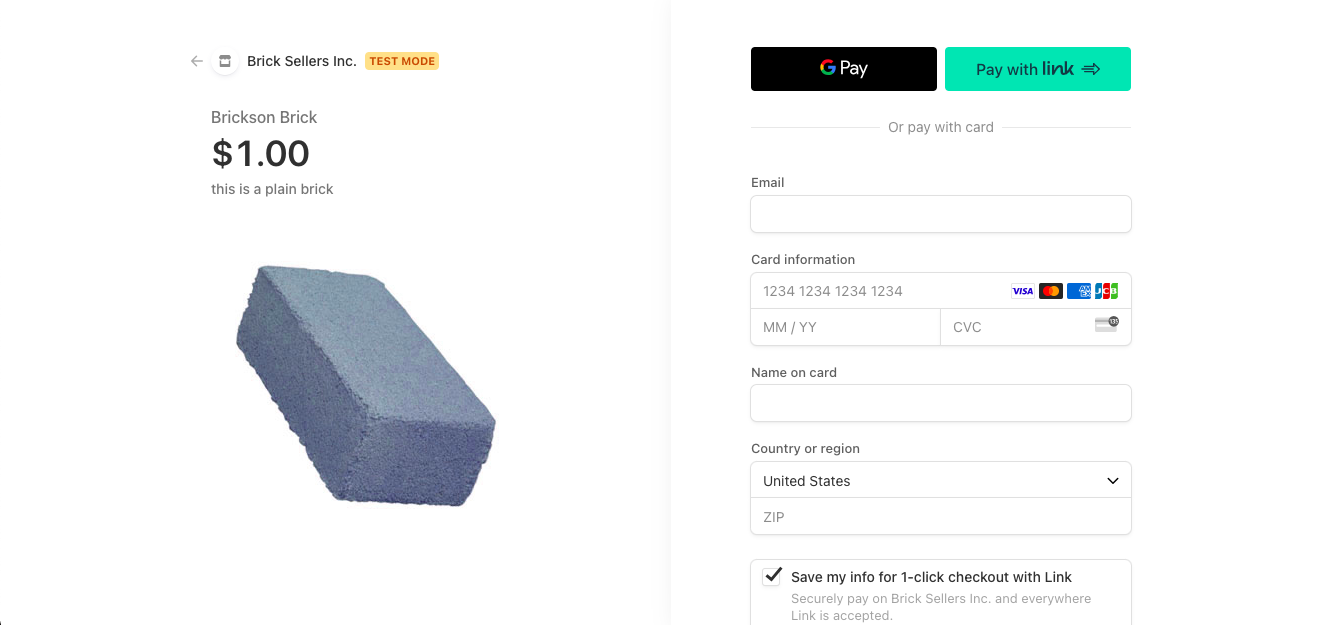 Brick Sellers Inc. TEST MODE
Brickson Brick
$1.00
this is a plain brick
G Pay
Pay with link
Or pay with card
Email
Card information
1234 1234 1234 1234 VISA AMEX JCB
MM / YY CVC 135
Name on card
Country or region
United States
ZIP
Save my info for 1-click checkout with Link
Securely pay on Brick Sellers Inc. and everywhere
Link is accepted.